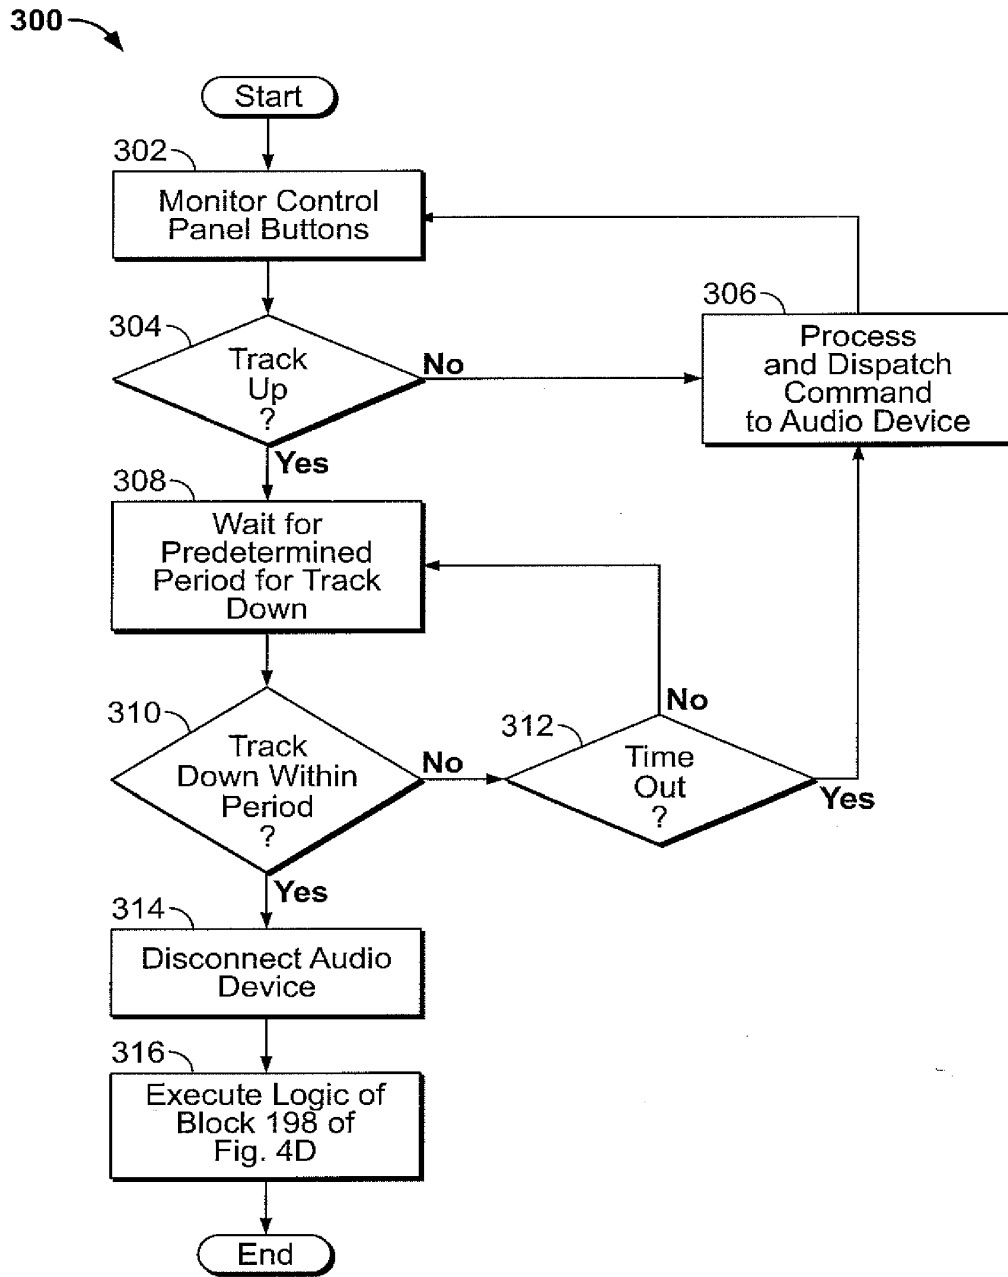 300
Start
302
Monitor Control
Panel Buttons
306
Process
and Dispatch
Command
to Audio Device
304
Track
Up
?
No
Yes
308
Wait for
Predetermined
Period for Track
Down
310
Track
Down Within
Period
?
No
312
Time
Out
?
No
Yes
Yes
314
Disconnect Audio
Device
316
Execute Logic of
Block 198 of
Fig. 4D
End